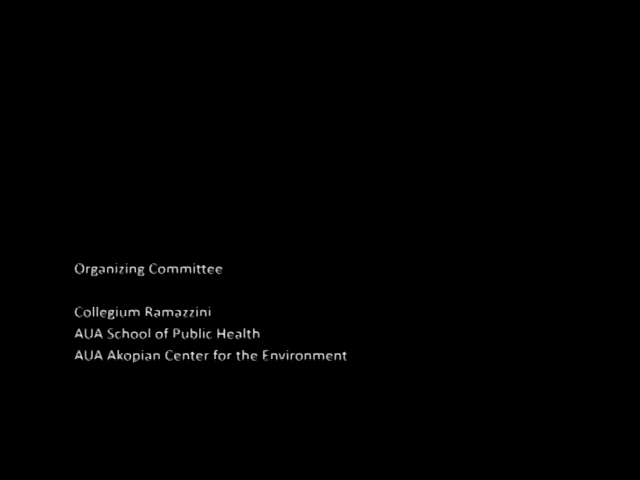 Organizing Committee
Collegium Ramazzini
AUA School of Public Health
AUA Akopian Center for the Environment